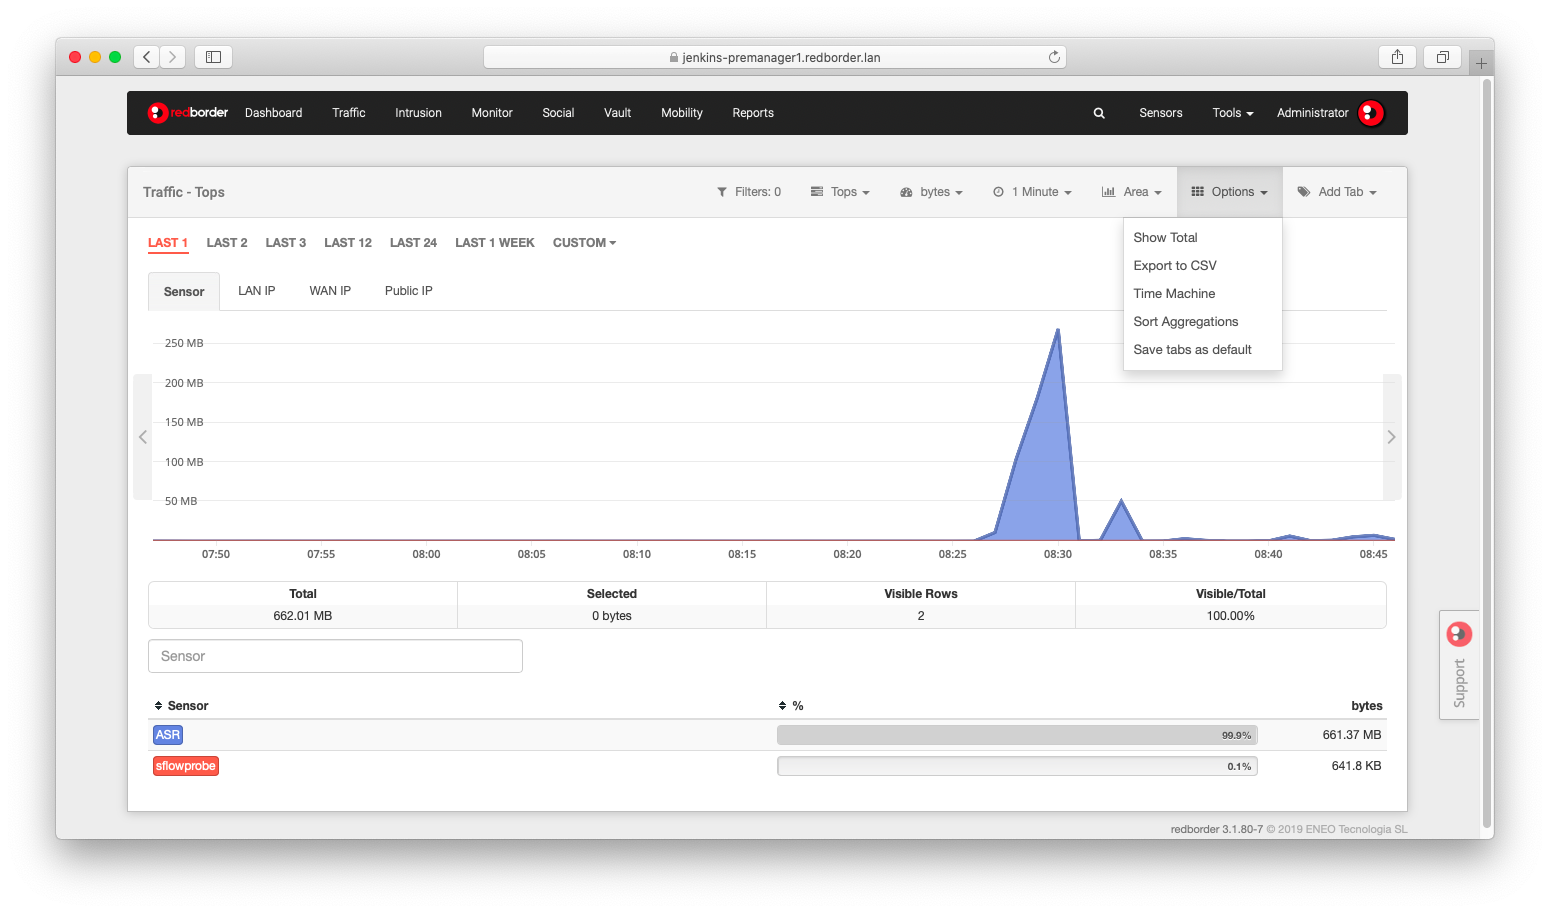 jenkins-premanager1.redborder.lan
redborder Dashboard Traffic Intrusion Monitor Social Vault Mobility Reports Sensors Tools Administrator
Traffic - Tops Filters: 0 Tops bytes 1 Minute Area Options Add Tab
LAST 1 LAST 2 LAST 3 LAST 12 LAST 24 LAST 1 WEEK CUSTOM
Show Total
Export to CSV
Time Machine
Sort Aggregations
Save tabs as default
Sensor LAN IP WAN IP Public IP
250 MB
200 MB
150 MB
100 MB
50 MB
07:50 07:55 08:00 08:05 08:10 08:15 08:20 08:25 08:30 08:35 08:40 08:45
Total Selected Visible Rows Visible/Total
662.01 MB 0 bytes 2 100.00%
Sensor
Sensor % bytes
ASR 99.9% 661.37 MB
sflowprobe 0.1% 641.8 KB
Support
redborder 3.1.80-7 © 2019 ENEO Tecnologia SL